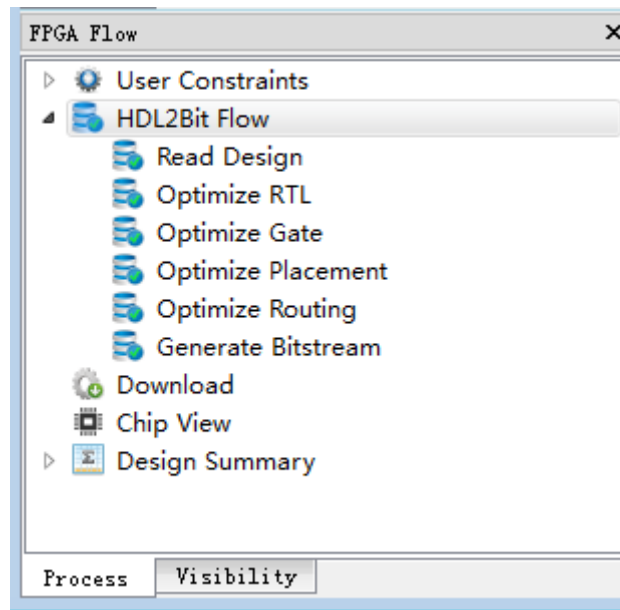 FPGA Flow
User Constraints
HDL2Bit Flow
Read Design
Optimize RTL
Optimize Gate
Optimize Placement
Optimize Routing
Generate Bitstream
Download
Chip View
Design Summary
Process Visibility